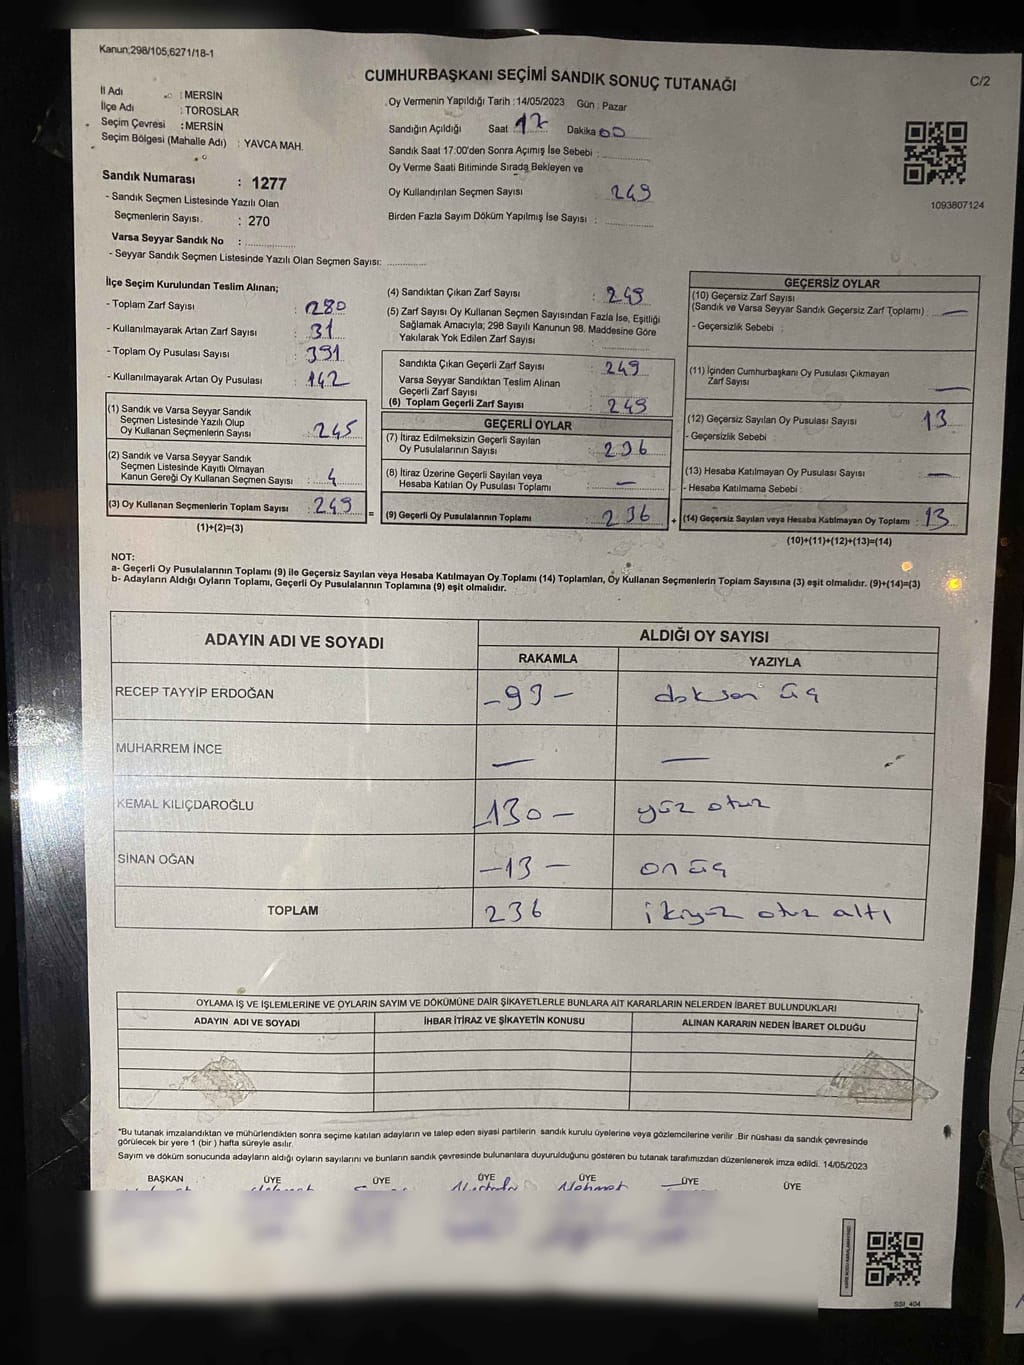 Kanun;298/105,6271/18-1
CUMHURBAŞKANI SEÇİMİ SANDIK SONUÇ TUTANAĞI
C/2
İl Adı : MERSİN
İlçe Adı : TOROSLAR
Seçim Çevresi : MERSİN
Seçim Bölgesi (Mahalle Adı) : YAVCA MAH.
Sandık Numarası : 1277
- Sandık Seçmen Listesinde Yazılı Olan
Seçmenlerin Sayısı : 270
Varsa Seyyar Sandık No :
- Seyyar Sandık Seçmen Listesinde Yazılı Olan Seçmen Sayısı:
Oy Vermenin Yapıldığı Tarih : 14/05/2023 Gün : Pazar
Sandığın Açıldığı Saat 17 Dakika 00
Sandık Saat 17:00'den Sonra Açımış İse Sebebi :
Oy Verme Saati Bitiminde Sırada Bekleyen ve
Oy Kullandırılan Seçmen Sayısı 249
Birden Fazla Sayım Döküm Yapılmış İse Sayısı :
1093807124
İlçe Seçim Kurulundan Teslim Alınan;
- Toplam Zarf Sayısı : 280
- Kullanılmayarak Artan Zarf Sayısı : 31
- Toplam Oy Pusulası Sayısı : 391
- Kullanılmayarak Artan Oy Pusulası : 142
(1) Sandık ve Varsa Seyyar Sandık
Seçmen Listesinde Yazılı Olup
Oy Kullanan Seçmenlerin Sayısı : 245
(2) Sandık ve Varsa Seyyar Sandık
Seçmen Listesinde Kayıtlı Olmayan
Kanun Gereği Oy Kullanan Seçmen Sayısı : 4
(3) Oy Kullanan Seçmenlerin Toplam Sayısı : 249
(1)+(2)=(3)
(4) Sandıktan Çıkan Zarf Sayısı : 249
(5) Zarf Sayısı Oy Kullanan Seçmen Sayısından Fazla İse, Eşitliği
Sağlamak Amacıyla; 298 Sayılı Kanunun 98. Maddesine Göre
Yakılarak Yok Edilen Zarf Sayısı :
Sandıkta Çıkan Geçerli Zarf Sayısı : 249
Varsa Seyyar Sandıktan Teslim Alınan
Geçerli Zarf Sayısı :
(6) Toplam Geçerli Zarf Sayısı : 249
GEÇERLİ OYLAR
(7) İtiraz Edilmeksizin Geçerli Sayılan
Oy Pusulalarının Sayısı : 236
(8) İtiraz Üzerine Geçerli Sayılan veya
Hesaba Katılan Oy Pusulası Toplamı : —
= (9) Geçerli Oy Pusulalarının Toplamı : 236 +
GEÇERSİZ OYLAR
(10) Geçersiz Zarf Sayısı
(Sandık ve Varsa Seyyar Sandık Geçersiz Zarf Toplamı) : —
- Geçersizlik Sebebi :
(11) İçinden Cumhurbaşkanı Oy Pusulası Çıkmayan
Zarf Sayısı —
(12) Geçersiz Sayılan Oy Pusulası Sayısı : 13
- Geçersizlik Sebebi :
(13) Hesaba Katılmayan Oy Pusulası Sayısı : —
- Hesaba Katılmama Sebebi :
(14) Geçersiz Sayılan veya Hesaba Katılmayan Oy Toplamı : 13
(10)+(11)+(12)+(13)=(14)
NOT:
a- Geçerli Oy Pusulalarının Toplamı (9) ile Geçersiz Sayılan veya Hesaba Katılmayan Oy Toplamı (14) Toplamları, Oy Kullanan Seçmenlerin Toplam Sayısına (3) eşit olmalıdır. (9)+(14)=(3)
b- Adayların Aldığı Oyların Toplamı, Geçerli Oy Pusulalarının Toplamına (9) eşit olmalıdır.
ADAYIN ADI VE SOYADI ALDIĞI OY SAYISI
RAKAMLA YAZIYLA
RECEP TAYYİP ERDOĞAN – 93 – doksan üç
MUHARREM İNCE — —
KEMAL KILIÇDAROĞLU – 130 – yüz otuz
SİNAN OĞAN – 13 – on üç
TOPLAM 236 ikiyüz otuz altı
OYLAMA İŞ VE İŞLEMLERİNE VE OYLARIN SAYIM VE DÖKÜMÜNE DAİR ŞİKAYETLERLE BUNLARA AİT KARARLARIN NELERDEN İBARET BULUNDUKLARI
ADAYIN ADI VE SOYADI İHBAR İTİRAZ VE ŞİKAYETİN KONUSU ALINAN KARARIN NEDEN İBARET OLDUĞU
*Bu tutanak imzalandıktan ve mühürlendikten sonra seçime katılan adayların ve talep eden siyasi partilerin sandık kurulu üyelerine veya gözlemcilerine verilir .Bir nüshası da sandık çevresinde
görülecek bir yere 1 (bir ) hafta süreyle asılır.
Sayım ve döküm sonucunda adayların aldığı oyların sayılarını ve bunların sandık çevresinde bulunanlara duyurulduğunu gösteren bu tutanak tarafımızdan düzenlenerek imza edildi. 14/05/2023
BAŞKAN ÜYE ÜYE ÜYE ÜYE ÜYE ÜYE
Mehmet
SSI_404